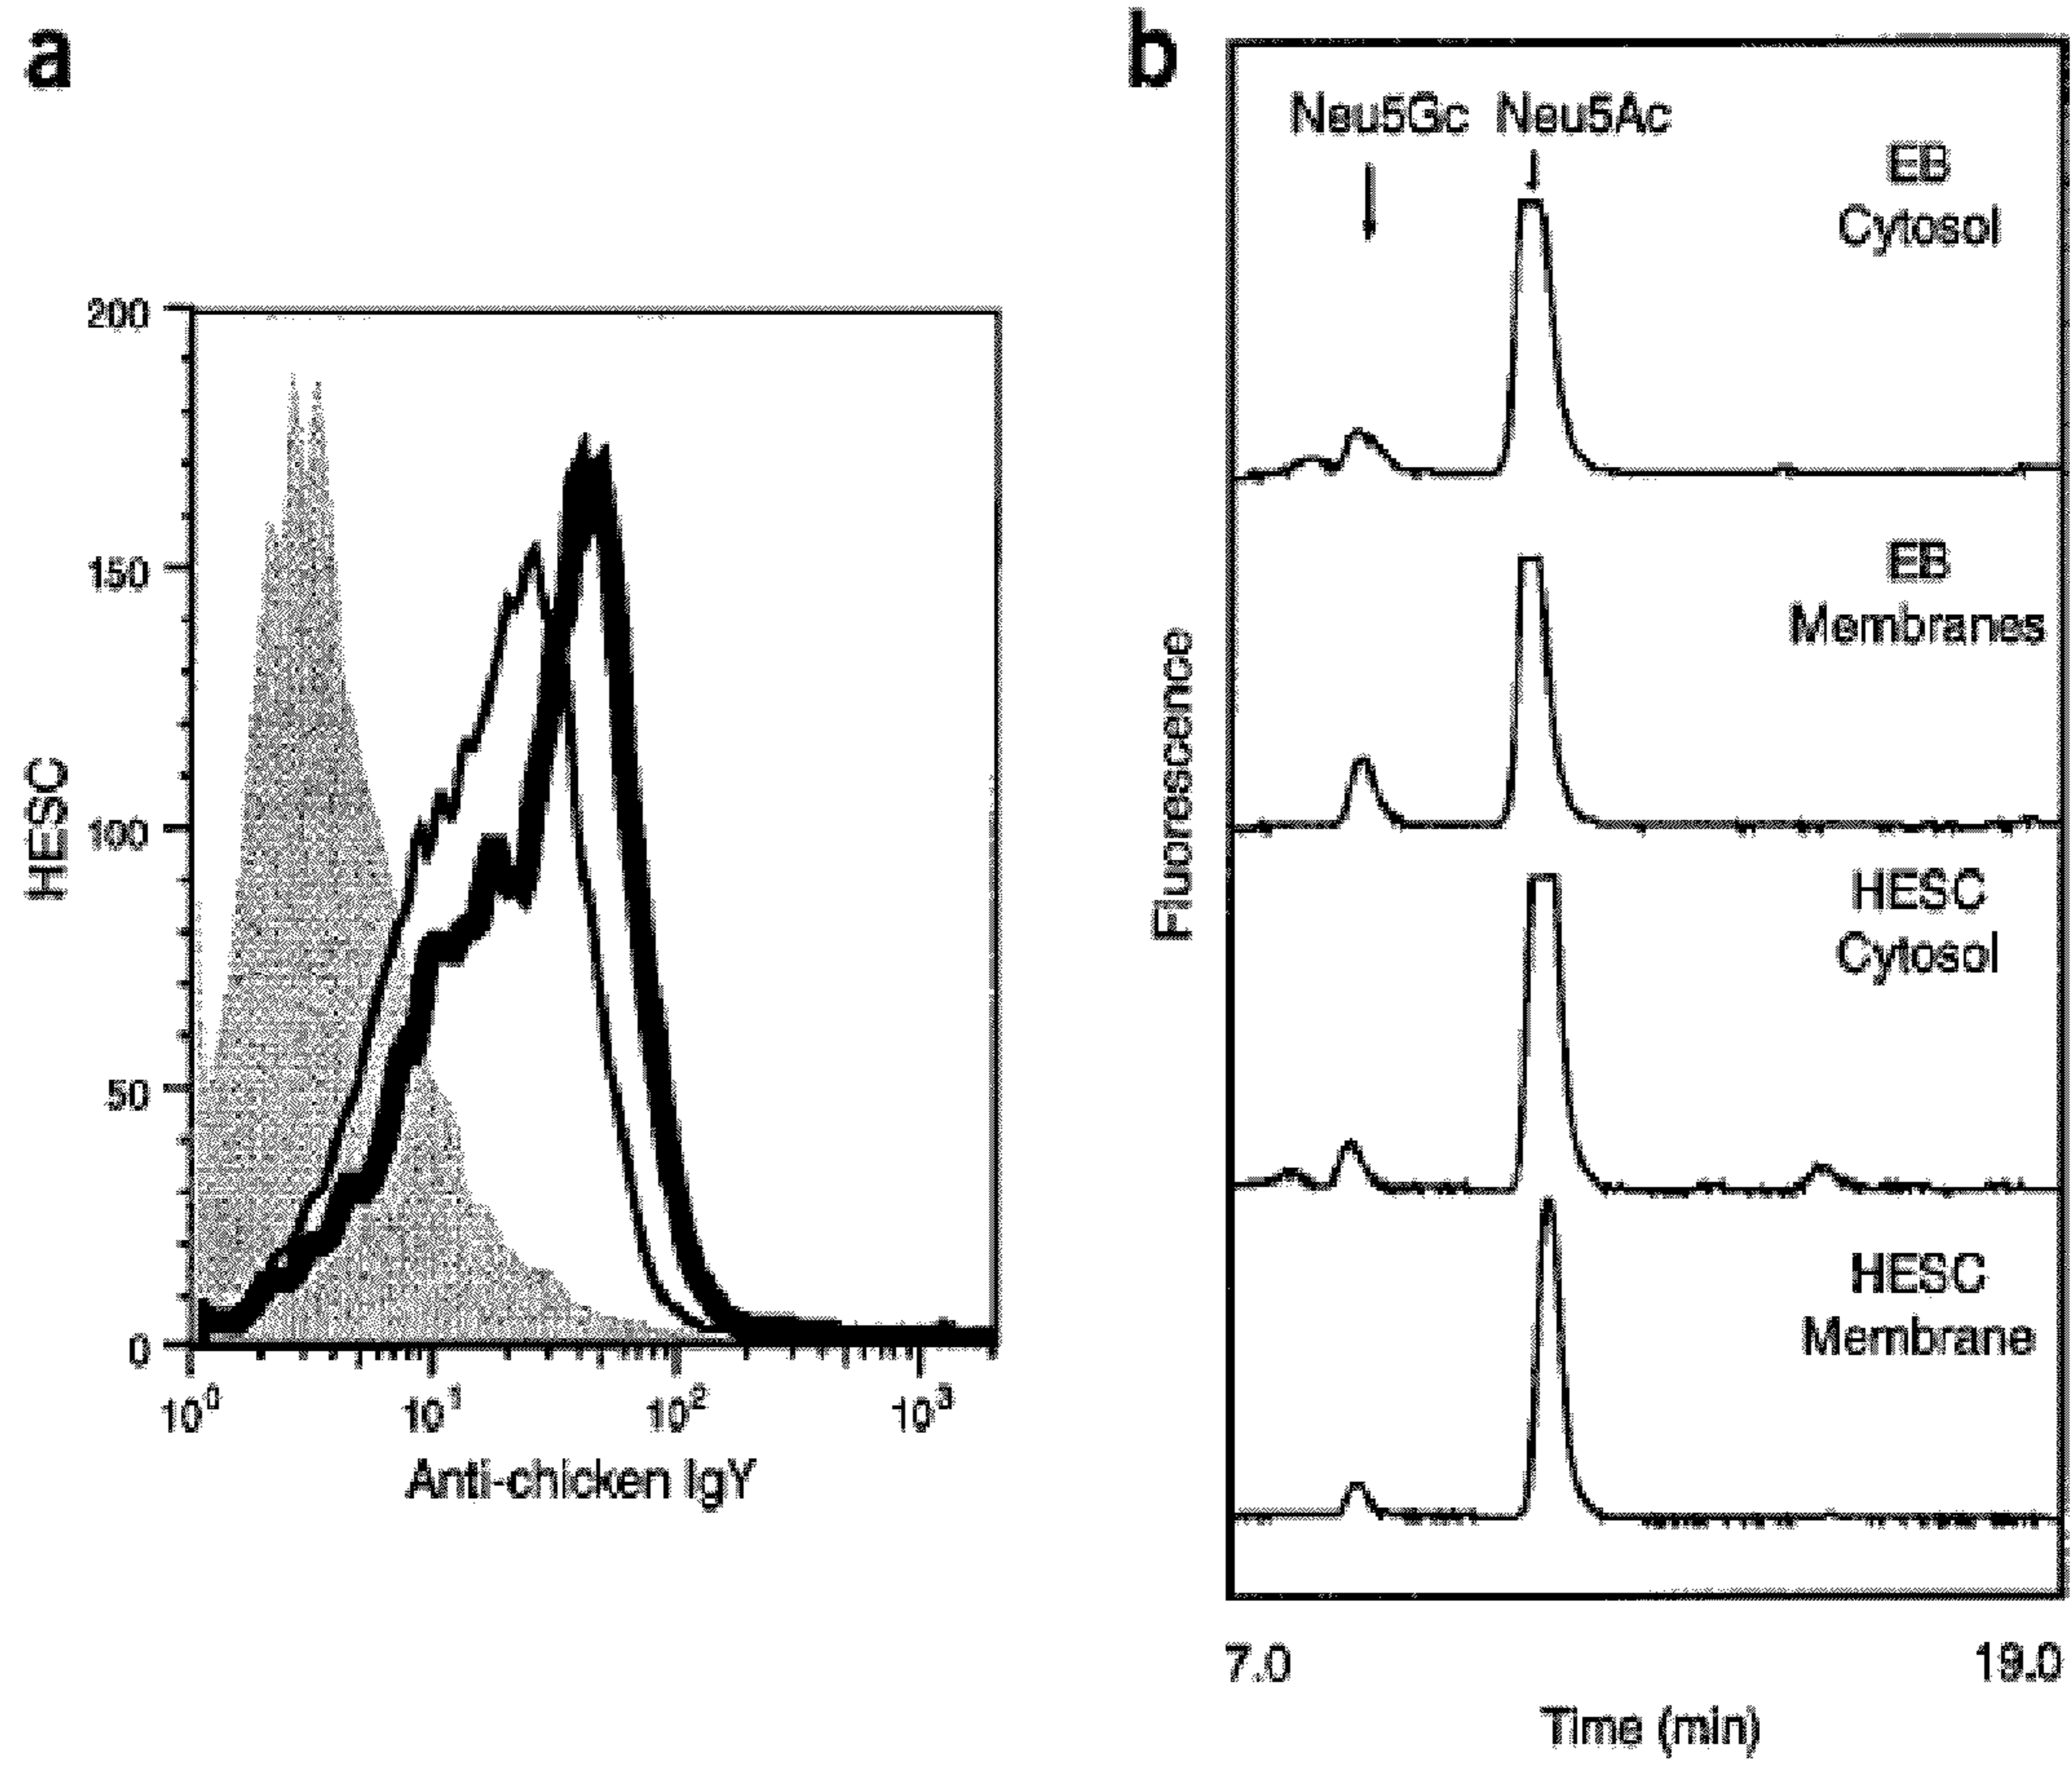 a
200
150
100
50
0
HESC
10⁰ 10¹ 10² 10³
Anti-chicken IgY
b
Neu5Gc Neu5Ac
EB
Cytosol
EB
Membranes
HESC
Cytosol
HESC
Membrane
Fluorescence
7.0 19.0
Time (min)